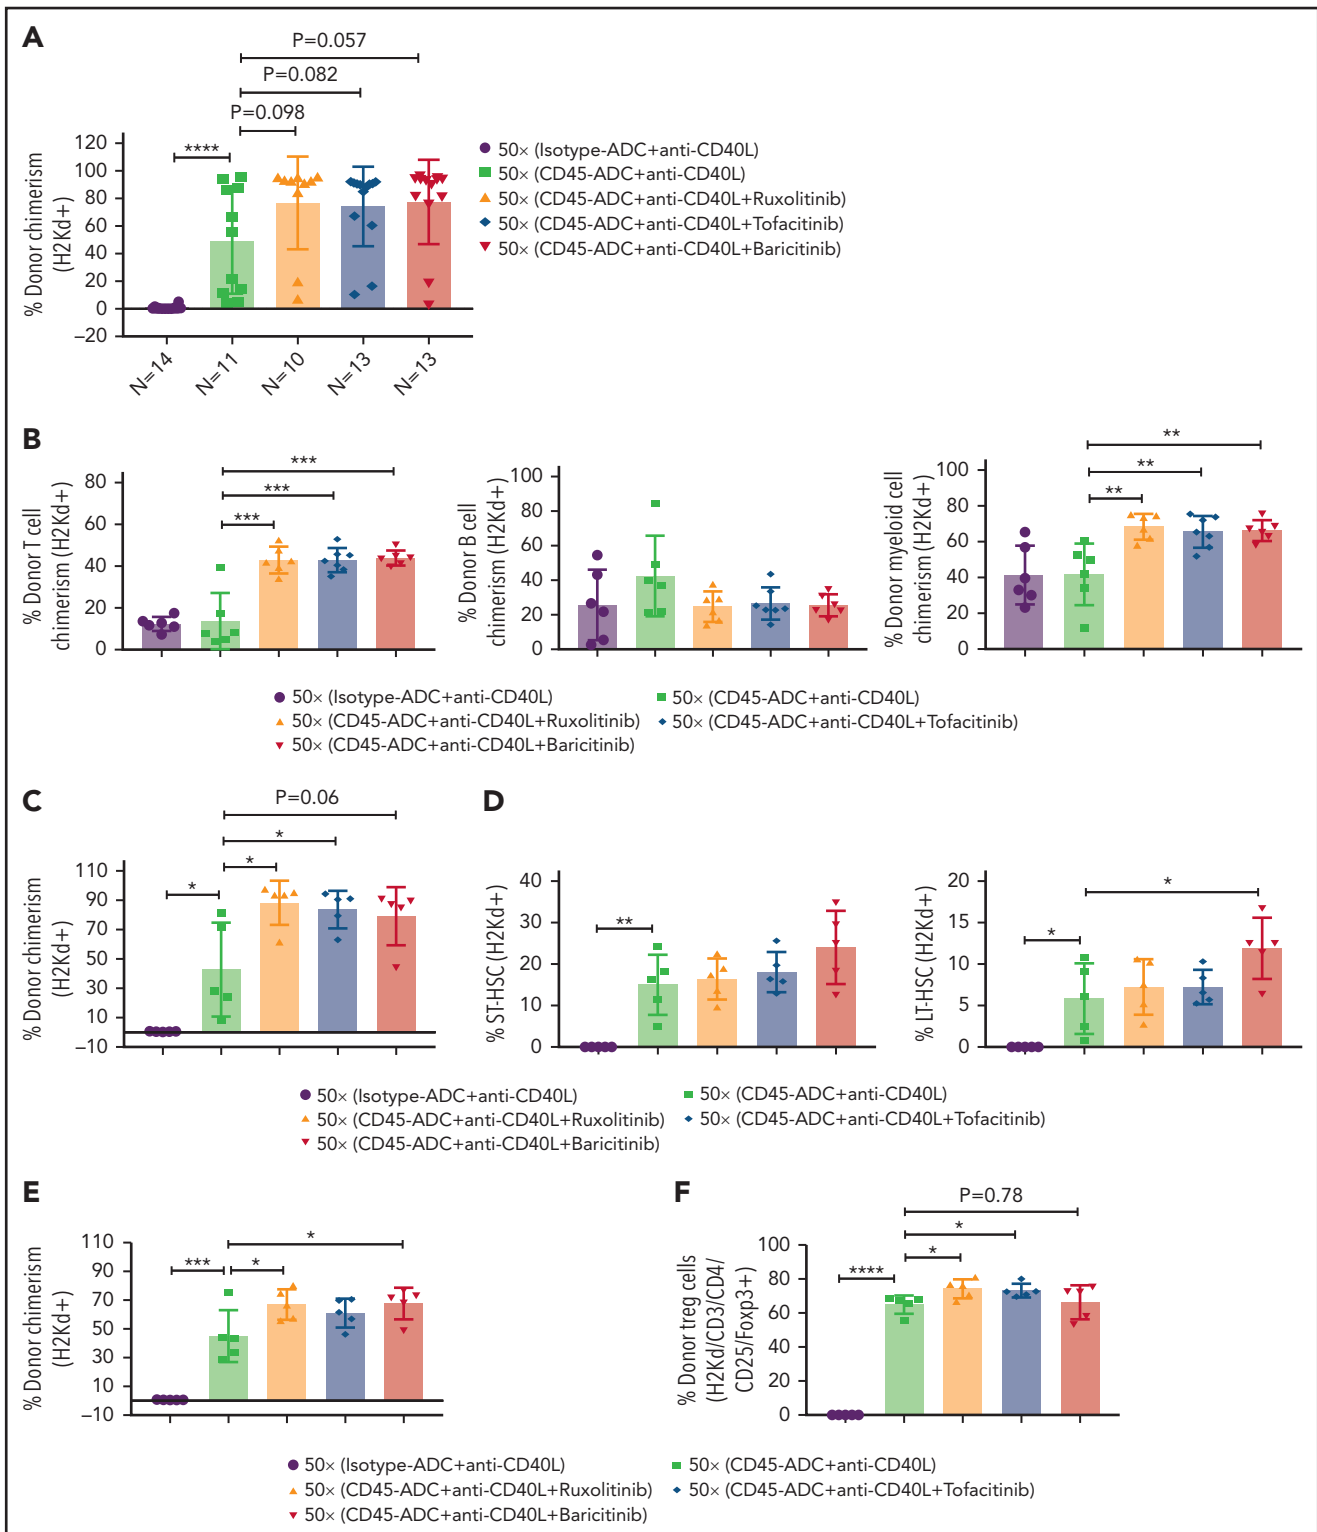 A
P=0.057
P=0.082
P=0.098
****
% Donor chimerism
(H2Kd+)
120
100
80
60
40
20
0
−20
N=14
N=11
N=10
N=13
N=13
50× (Isotype-ADC+anti-CD40L)
50× (CD45-ADC+anti-CD40L)
50× (CD45-ADC+anti-CD40L+Ruxolitinib)
50× (CD45-ADC+anti-CD40L+Tofacitinib)
50× (CD45-ADC+anti-CD40L+Baricitinib)
B
% Donor T cell
chimerism (H2Kd+)
80
60
40
20
0
***
***
***
% Donor B cell
chimerism (H2Kd+)
100
80
60
40
20
0
% Donor myeloid cell
chimerism (H2Kd+)
100
80
60
40
20
0
**
**
**
50× (Isotype-ADC+anti-CD40L)
50× (CD45-ADC+anti-CD40L)
50× (CD45-ADC+anti-CD40L+Ruxolitinib)
50× (CD45-ADC+anti-CD40L+Tofacitinib)
50× (CD45-ADC+anti-CD40L+Baricitinib)
C
P=0.06
*
*
*
% Donor chimerism
(H2Kd+)
110
90
70
50
30
10
−10
D
% ST-HSC (H2Kd+)
40
30
20
10
0
**
% LT-HSC (H2Kd+)
20
15
10
5
0
*
*
50× (Isotype-ADC+anti-CD40L)
50× (CD45-ADC+anti-CD40L)
50× (CD45-ADC+anti-CD40L+Ruxolitinib)
50× (CD45-ADC+anti-CD40L+Tofacitinib)
50× (CD45-ADC+anti-CD40L+Baricitinib)
E
% Donor chimerism
(H2Kd+)
110
90
70
50
30
10
−10
*
***
*
F
P=0.78
*
*
****
% Donor treg cells
(H2Kd/CD3/CD4/
CD25/Foxp3+)
100
80
60
40
20
0
50× (Isotype-ADC+anti-CD40L)
50× (CD45-ADC+anti-CD40L)
50× (CD45-ADC+anti-CD40L+Ruxolitinib)
50× (CD45-ADC+anti-CD40L+Tofacitinib)
50× (CD45-ADC+anti-CD40L+Baricitinib)